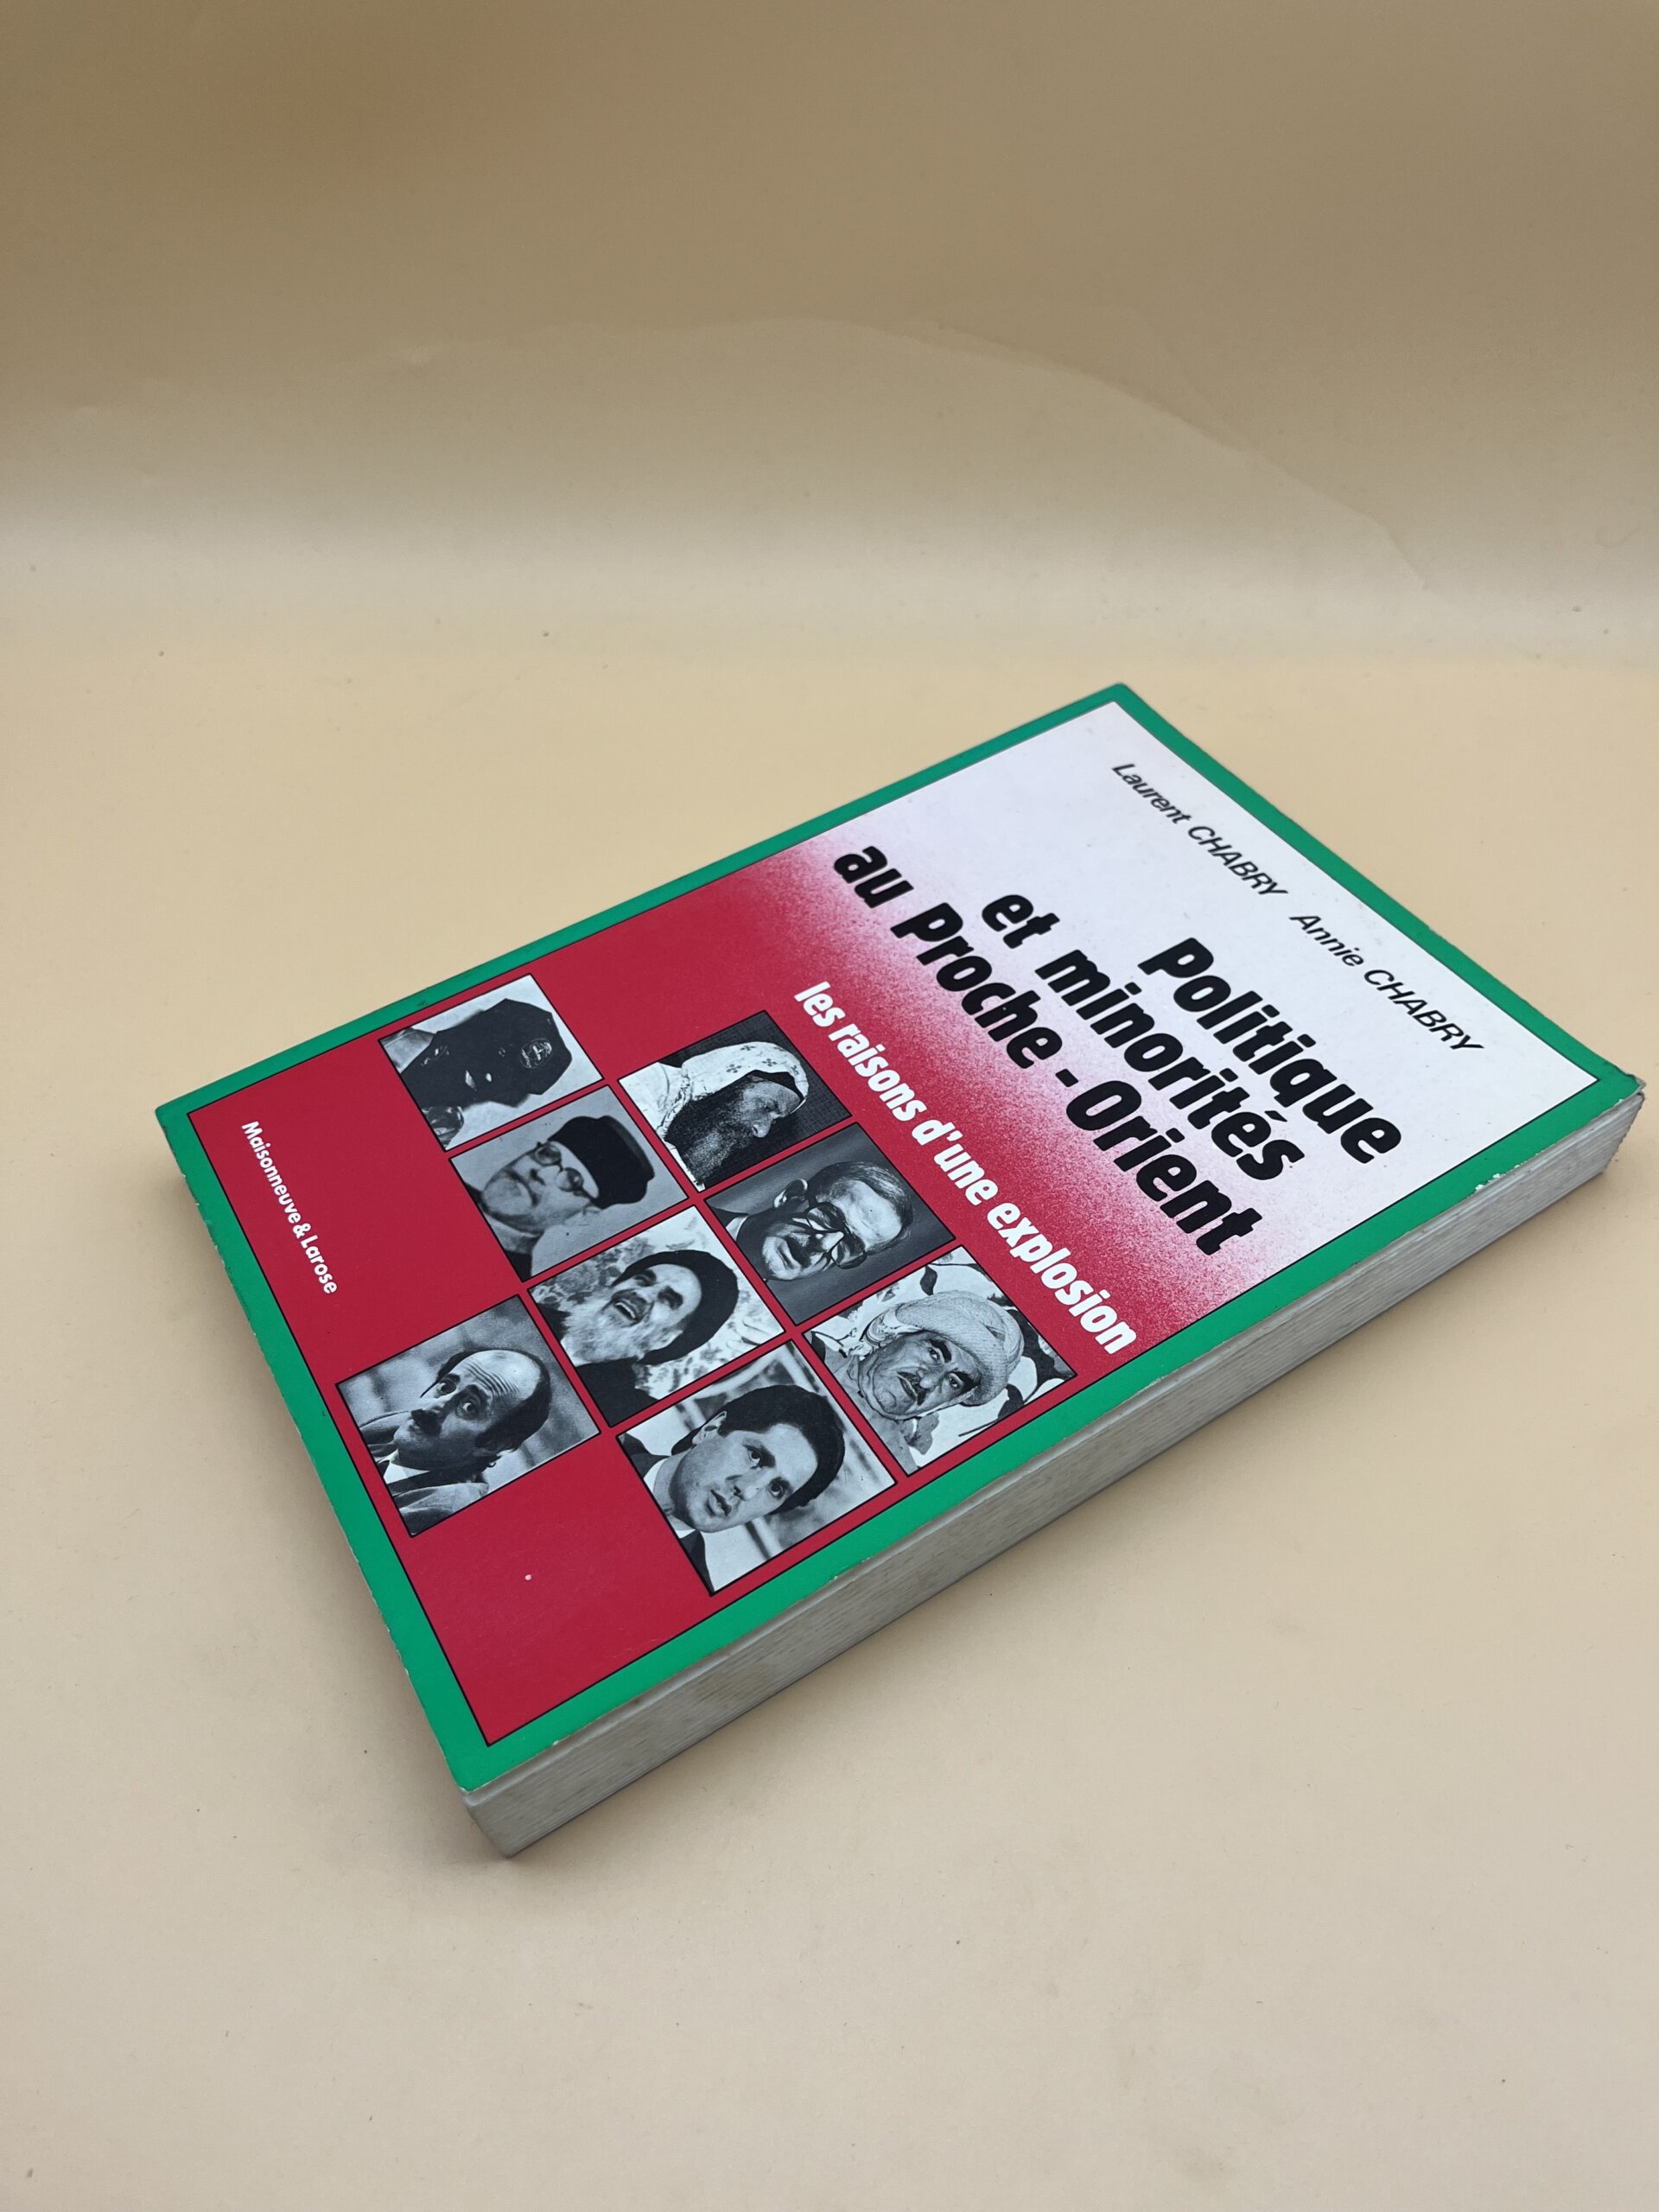 Laurent CHABRY Annie CHABRY
Politique
et minorités
au Proche-Orient
les raisons d'une explosion
Maisonneuve & Larose